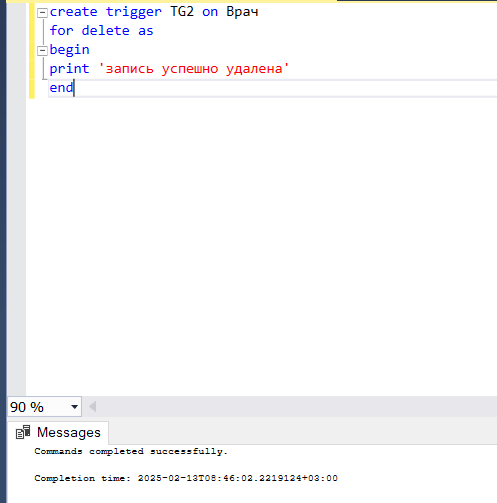 create trigger TG2 on Врач
for delete as
begin
print 'запись успешно удалена'
end
90 %
Messages
Commands completed successfully.
Completion time: 2025-02-13T08:46:02.2219124+03:00